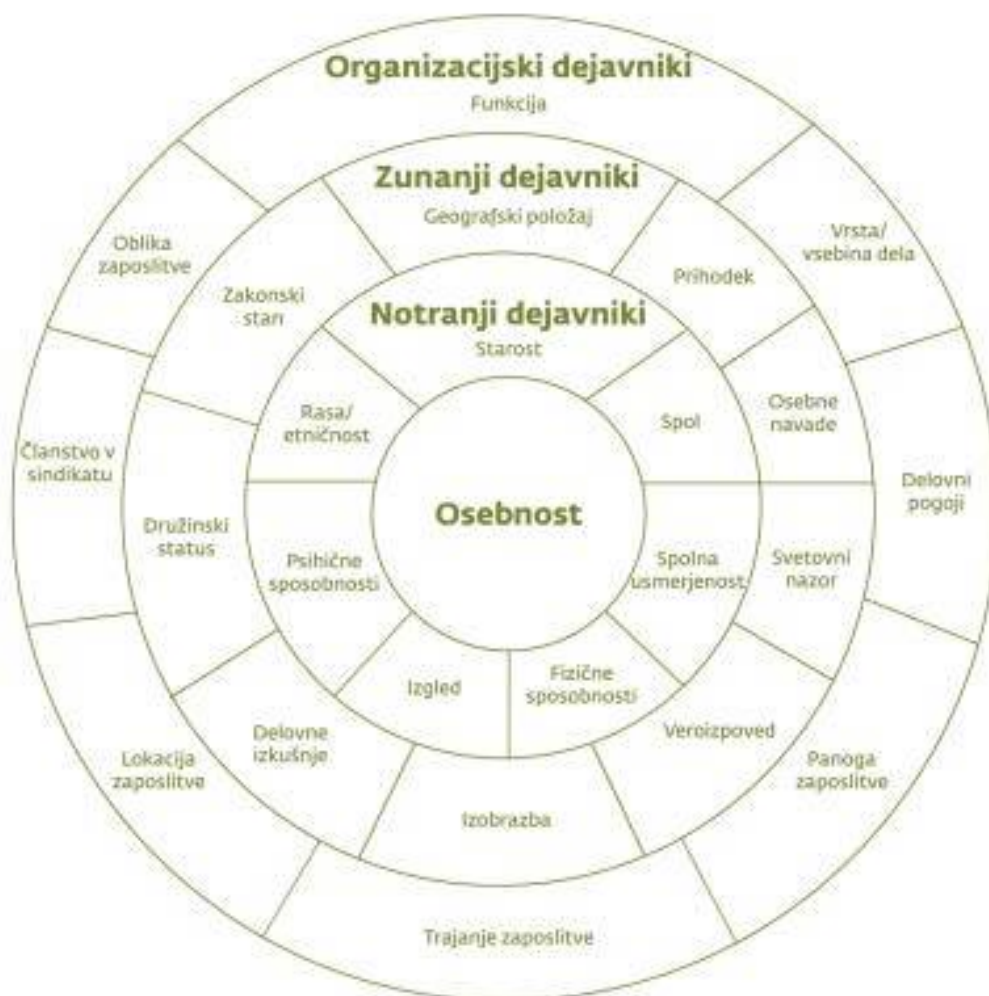 Organizacijski dejavniki
Funkcija
Zunanji dejavniki
Geografski položaj
Notranji dejavniki
Starost
Osebnost
Vrsta/
vsebina dela
Delovni
pogoji
Panoga
zaposlitve
Trajanje zaposlitve
Lokacija
zaposlitve
Članstvo v
sindikatu
Oblika
zaposlitve
Prihodek
Osebne
navade
Svetovni
nazor
Veroizpoved
Izobrazba
Delovne
izkušnje
Družinski
status
Zakonski
stan
Spol
Spolna
usmerjenost
Fizične
sposobnosti
Izgled
Psihične
sposobnosti
Rasa/
etničnost